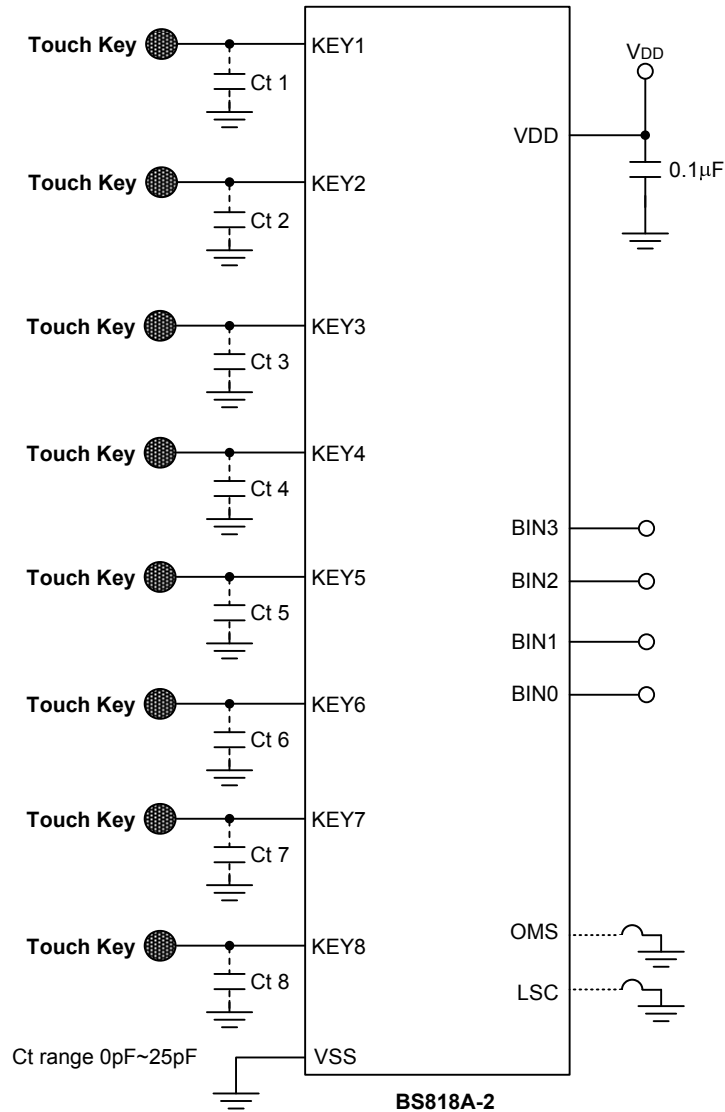 Touch Key
KEY1
Ct 1
VDD
VDD
0.1μF
Touch Key
KEY2
Ct 2
Touch Key
KEY3
Ct 3
Touch Key
KEY4
Ct 4
BIN3
Touch Key
KEY5
BIN2
Ct 5
BIN1
Touch Key
KEY6
BIN0
Ct 6
Touch Key
KEY7
Ct 7
Touch Key
KEY8
OMS
Ct 8
LSC
Ct range 0pF~25pF
VSS
BS818A-2